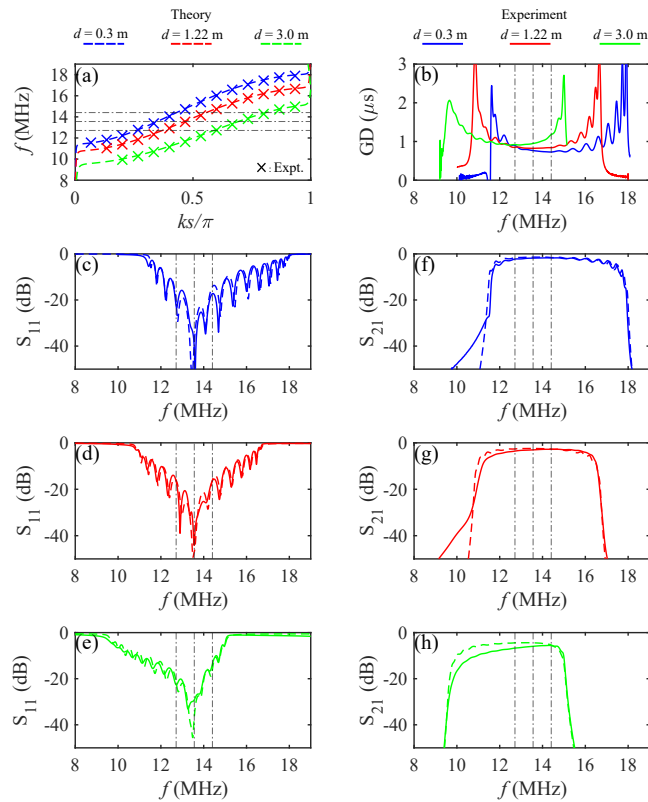 Theory
Experiment
d = 0.3 m
d = 1.22 m
d = 3.0 m
d = 0.3 m
d = 1.22 m
d = 3.0 m
(a)
f (MHz)
18
16
14
12
10
8
× : Expt.
0
0.5
1
ks/π
(b)
GD (μs)
3
2
1
0
8
10
12
14
16
18
f (MHz)
(c)
S11 (dB)
0
-20
-40
8
10
12
14
16
18
f (MHz)
(f)
S21 (dB)
0
-20
-40
8
10
12
14
16
18
f (MHz)
(d)
S11 (dB)
0
-20
-40
8
10
12
14
16
18
f (MHz)
(g)
S21 (dB)
0
-20
-40
8
10
12
14
16
18
f (MHz)
(e)
S11 (dB)
0
-20
-40
8
10
12
14
16
18
f (MHz)
(h)
S21 (dB)
0
-20
-40
8
10
12
14
16
18
f (MHz)